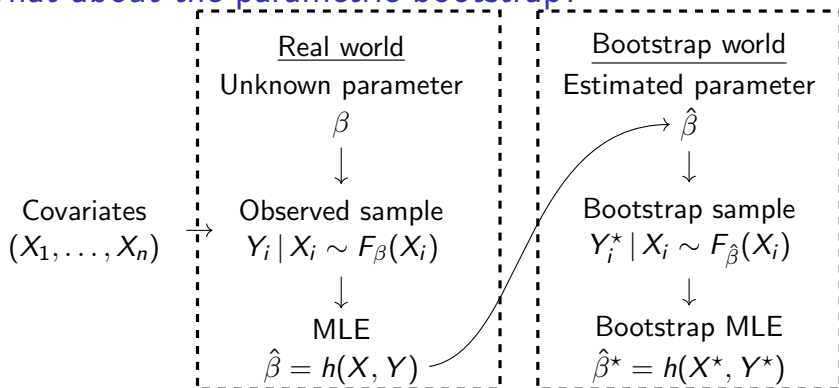 What about the parametric bootstrap?
Real world
Unknown parameter
β
Covariates
(X₁, . . . , Xₙ)
Observed sample
Yᵢ | Xᵢ ∼ F_β(Xᵢ)
MLE
β̂ = h(X, Y)
Bootstrap world
Estimated parameter
β̂
Bootstrap sample
Yᵢ⋆ | Xᵢ ∼ F_β̂(Xᵢ)
Bootstrap MLE
β̂⋆ = h(X⋆, Y⋆)